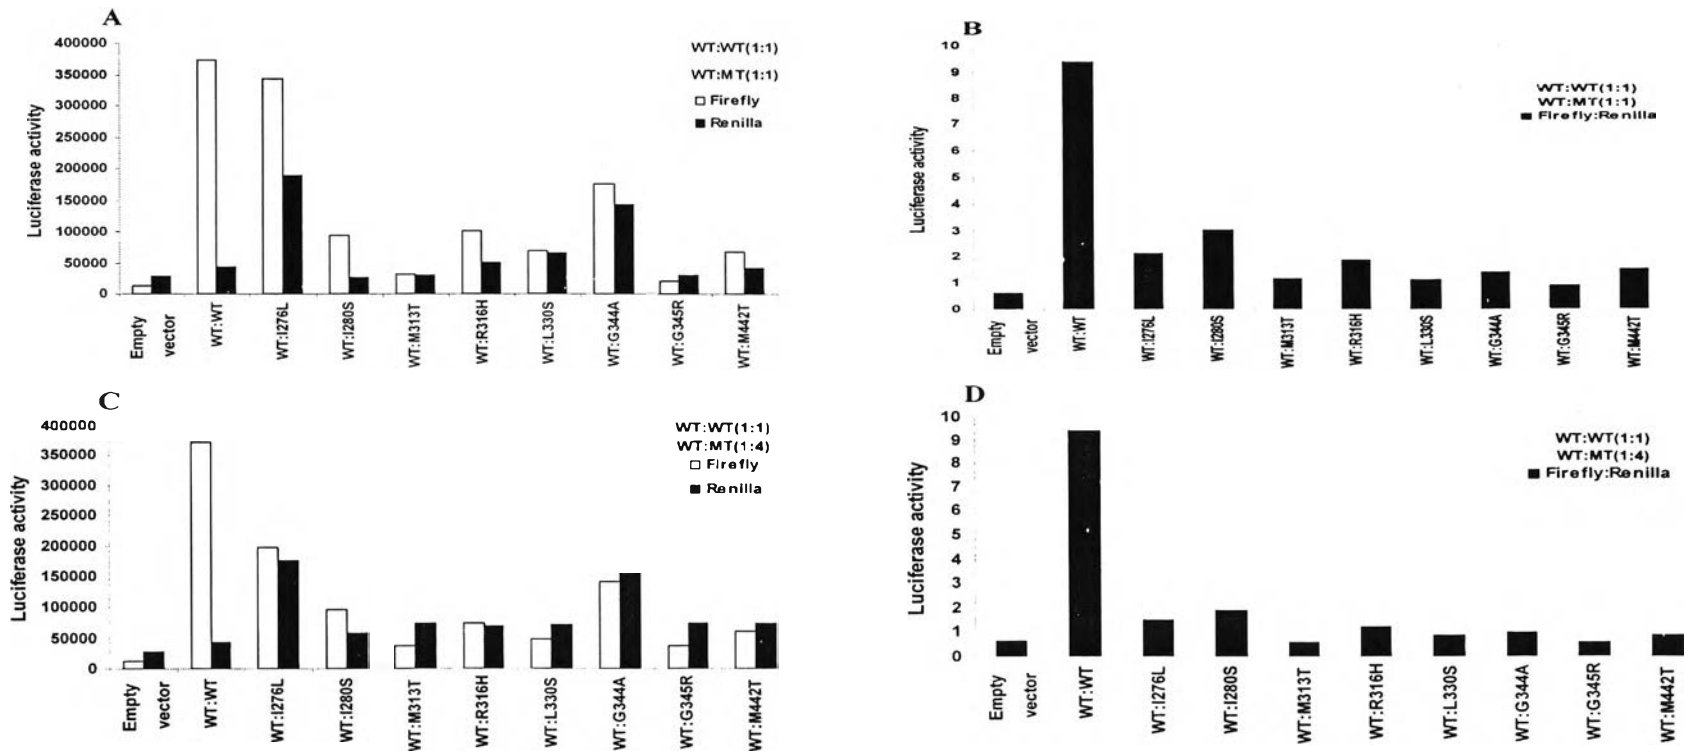 A
400000
350000
300000
250000
200000
150000
100000
50000
0
Luciferase activity
WT:WT(1:1)
WT:MT(1:1)
Firefly
Renilla
Empty vector
WT:WT
WT:I276L
WT:I280S
WT:M313T
WT:R316H
WT:L330S
WT:G344A
WT:G345R
WT:M442T
B
10
9
8
7
6
5
4
3
2
1
0
Luciferase activity
WT:WT(1:1)
WT:MT(1:1)
Firefly:Renilla
Empty vector
WT:WT
WT:I276L
WT:I280S
WT:M313T
WT:R316H
WT:L330S
WT:G344A
WT:G345R
WT:M442T
C
400000
350000
300000
250000
200000
150000
100000
50000
0
Luciferase activity
WT:WT(1:1)
WT:MT(1:4)
Firefly
Renilla
Empty vector
WT:WT
WT:I276L
WT:I280S
WT:M313T
WT:R316H
WT:L330S
WT:G344A
WT:G345R
WT:M442T
D
10
9
8
7
6
5
4
3
2
1
0
Luciferase activity
WT:WT(1:1)
WT:MT(1:4)
Firefly:Renilla
Empty vector
WT:WT
WT:I276L
WT:I280S
WT:M313T
WT:R316H
WT:L330S
WT:G344A
WT:G345R
WT:M442T